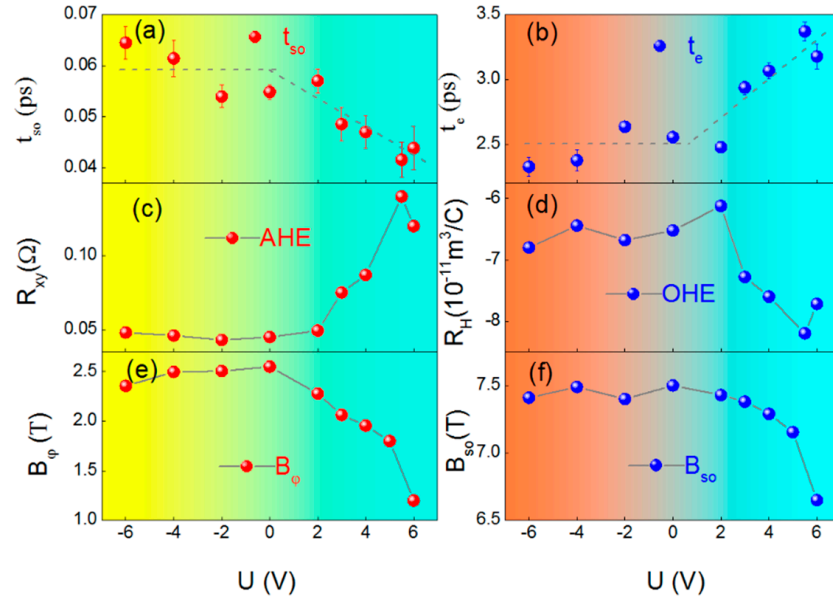 0.07
(a)
t_so
0.06
0.05
0.04
t_so (ps)
3.5
(b)
t_e
3.0
2.5
t_e (ps)
(c)
AHE
0.10
0.05
R_xy(Ω)
-6
(d)
-7
OHE
-8
R_H(10^-11m^3/C)
(e)
2.5
2.0
1.5
1.0
B_φ
B_φ (T)
-6 -4 -2 0 2 4 6
U (V)
(f)
7.5
7.0
6.5
B_so
B_so(T)
-6 -4 -2 0 2 4 6
U (V)